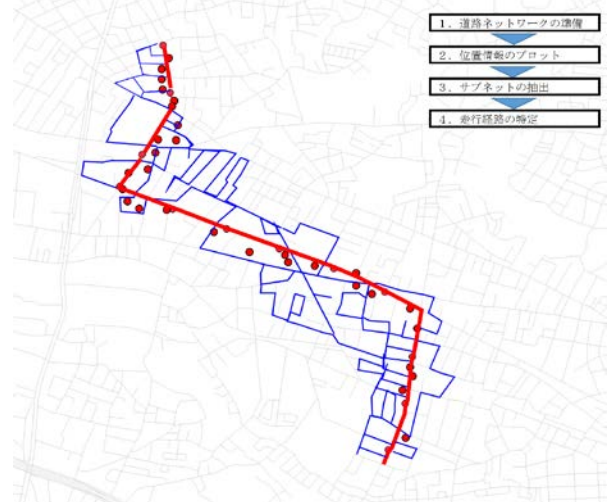 1. 道路ネットワークの準備
2. 位置情報のプロット
3. サブネットの抽出
4. 走行経路の特定